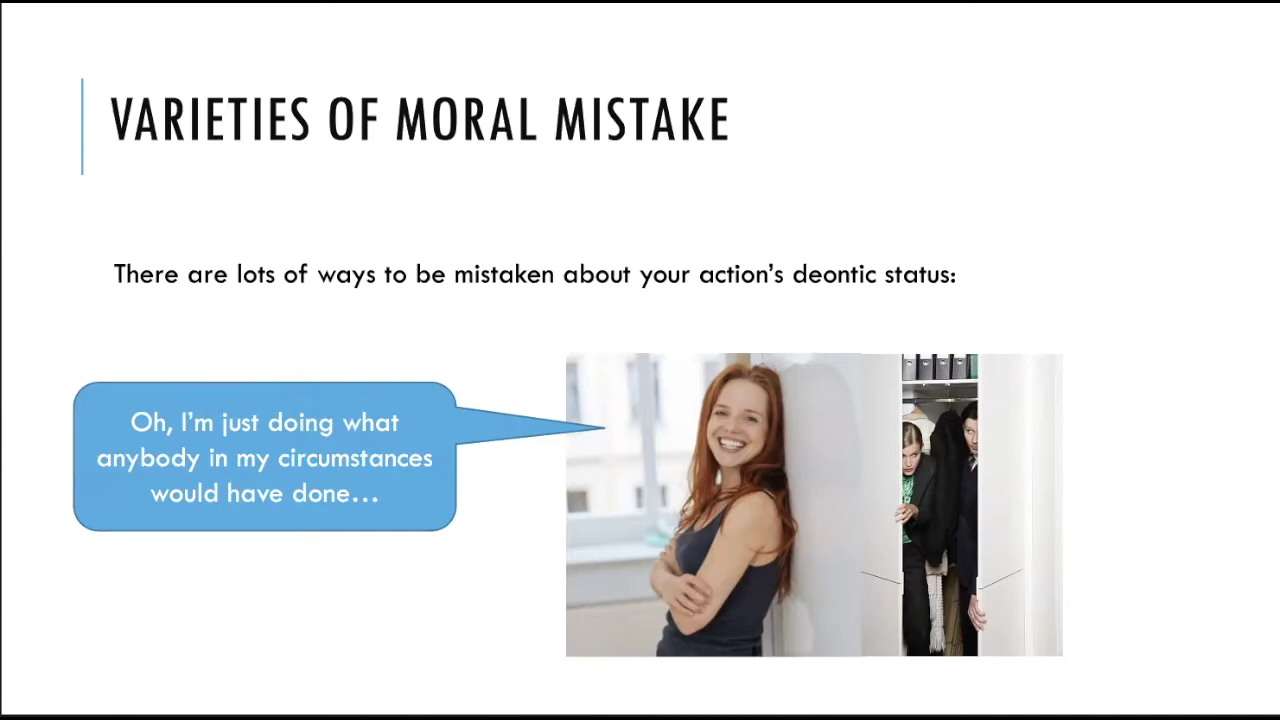 VARIETIES OF MORAL MISTAKE
There are lots of ways to be mistaken about your action's deontic status:
Oh, I'm just doing what
anybody in my circumstances
would have done...